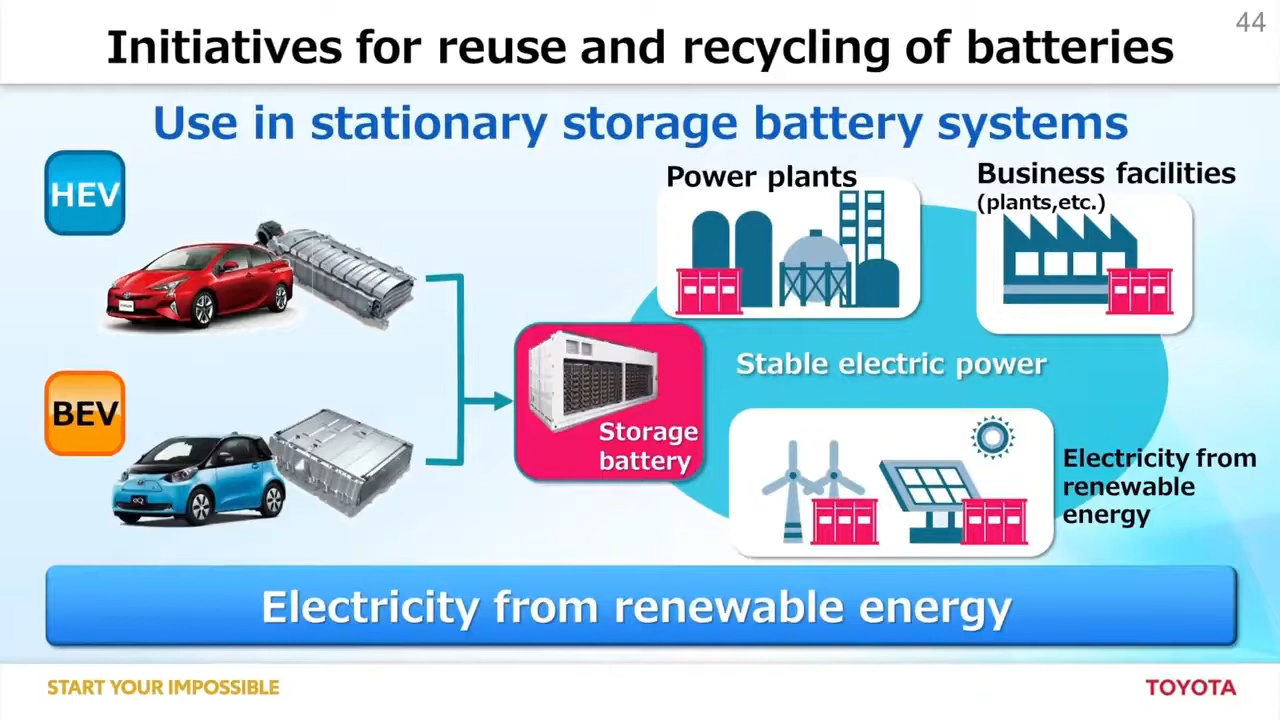 44
Initiatives for reuse and recycling of batteries
Use in stationary storage battery systems
HEV
Power plants
Business facilities
(plants,etc.)
Stable electric power
Storage
battery
BEV
Electricity from
renewable
energy
Electricity from renewable energy
START YOUR IMPOSSIBLE
TOYOTA